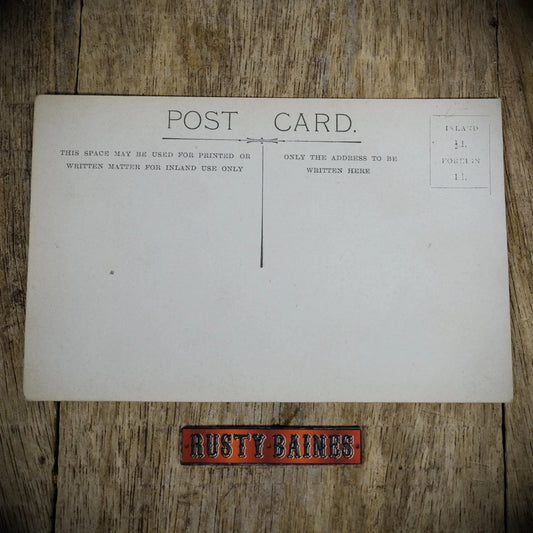 POST CARD.
THIS SPACE MAY BE USED FOR PRINTED OR
WRITTEN MATTER FOR INLAND USE ONLY
ONLY THE ADDRESS TO BE
WRITTEN HERE
INLAND
½d.
FOREIGN
1d.
RUSTY BAINES